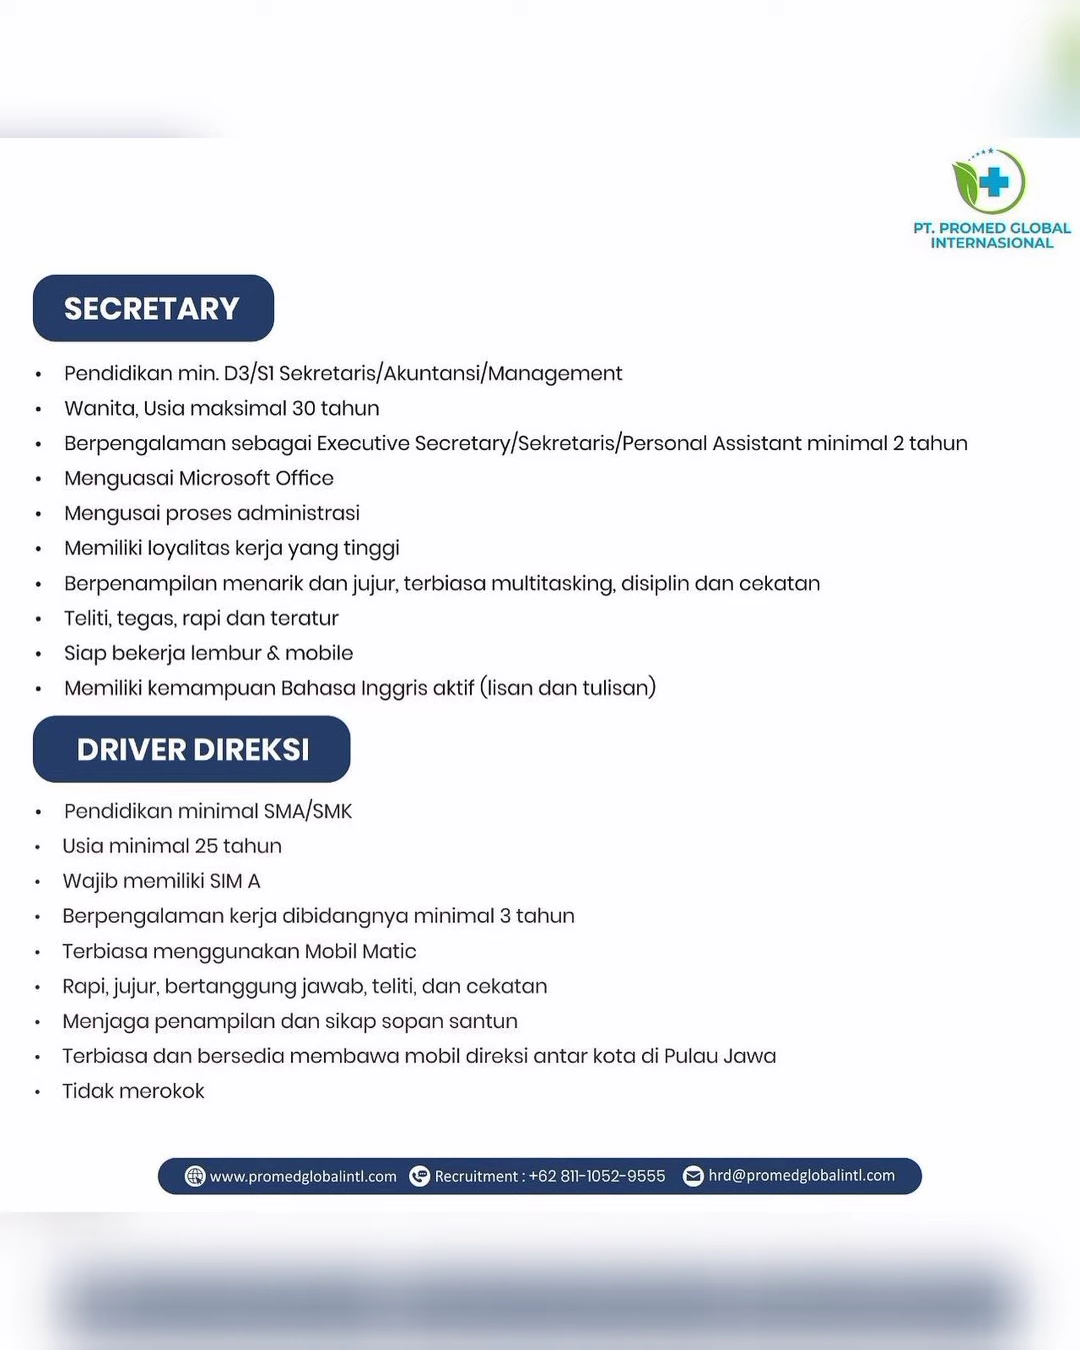 PT. PROMED GLOBAL
INTERNASIONAL
SECRETARY
• Pendidikan min. D3/S1 Sekretaris/Akuntansi/Management
• Wanita, Usia maksimal 30 tahun
• Berpengalaman sebagai Executive Secretary/Sekretaris/Personal Assistant minimal 2 tahun
• Menguasai Microsoft Office
• Mengusai proses administrasi
• Memiliki loyalitas kerja yang tinggi
• Berpenampilan menarik dan jujur, terbiasa multitasking, disiplin dan cekatan
• Teliti, tegas, rapi dan teratur
• Siap bekerja lembur & mobile
• Memiliki kemampuan Bahasa Inggris aktif (lisan dan tulisan)
DRIVER DIREKSI
• Pendidikan minimal SMA/SMK
• Usia minimal 25 tahun
• Wajib memiliki SIM A
• Berpengalaman kerja dibidangnya minimal 3 tahun
• Terbiasa menggunakan Mobil Matic
• Rapi, jujur, bertanggung jawab, teliti, dan cekatan
• Menjaga penampilan dan sikap sopan santun
• Terbiasa dan bersedia membawa mobil direksi antar kota di Pulau Jawa
• Tidak merokok
www.promedglobalintl.com Recruitment : +62 811-1052-9555 hrd@promedglobalintl.com